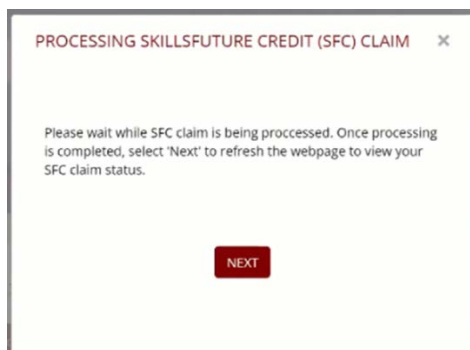 PROCESSING SKILLSFUTURE CREDIT (SFC) CLAIM ×
Please wait while SFC claim is being proccessed. Once processing
is completed, select 'Next' to refresh the webpage to view your
SFC claim status.
NEXT